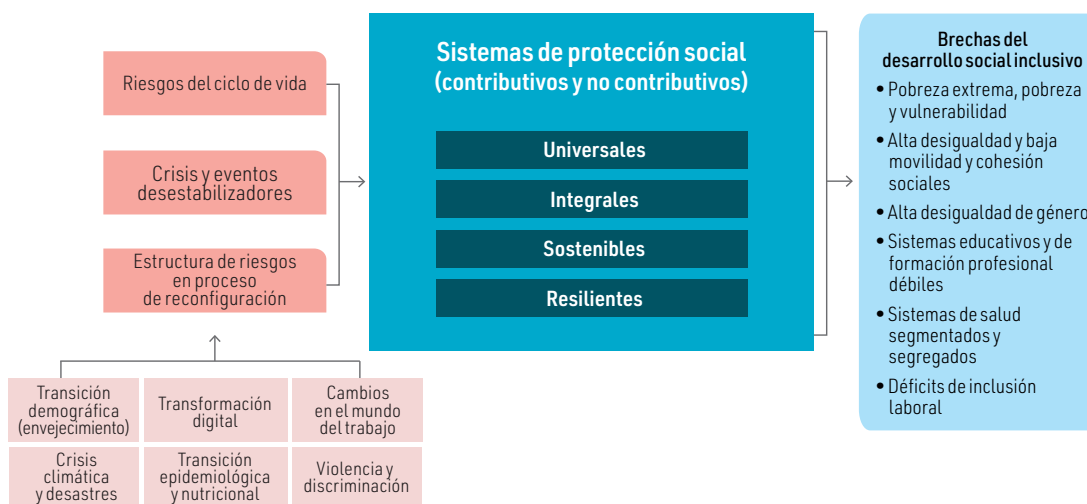 Riesgos del ciclo de vida
Crisis y eventos
desestabilizadores
Estructura de riesgos
en proceso
de reconfiguración
Transición
demográfica
(envejecimiento)
Transformación
digital
Cambios
en el mundo
del trabajo
Crisis
climática
y desastres
Transición
epidemiológica
y nutricional
Violencia y
discriminación
Sistemas de protección social
(contributivos y no contributivos)
Universales
Integrales
Sostenibles
Resilientes
Brechas del
desarrollo social inclusivo
• Pobreza extrema, pobreza
y vulnerabilidad
• Alta desigualdad y baja
movilidad y cohesión
sociales
• Alta desigualdad de género
• Sistemas educativos y de
formación profesional
débiles
• Sistemas de salud
segmentados y
segregados
• Déficits de inclusión
laboral